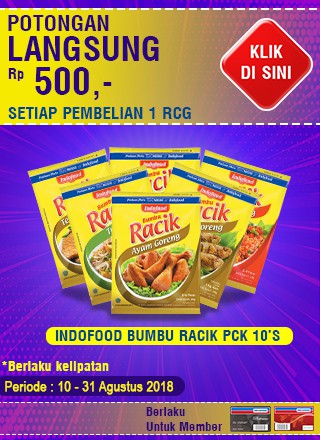 POTONGAN
LANGSUNG
Rp 500,-
SETIAP PEMBELIAN 1 RCG
KLIK
DI SINI
Indofood
Bumbu
Racik
Ayam Goreng
INDOFOOD BUMBU RACIK PCK 10'S
*Berlaku kelipatan
Periode : 10 - 31 Agustus 2018
Berlaku
Untuk Member